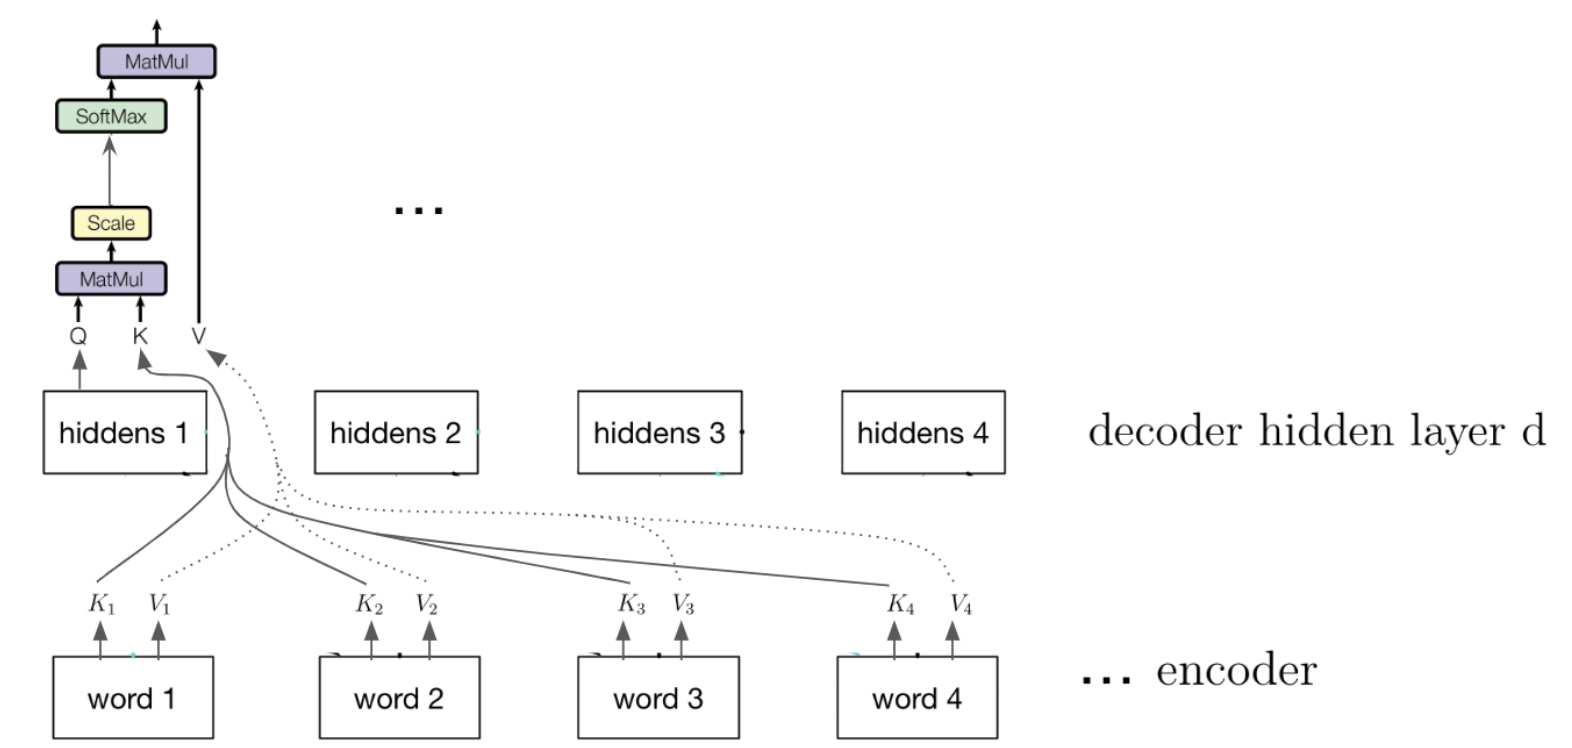 MatMul
SoftMax
...
Scale
MatMul
Q K V
hiddens 1 hiddens 2 hiddens 3 hiddens 4 decoder hidden layer d
K₁ V₁ K₂ V₂ K₃ V₃ K₄ V₄
word 1 word 2 word 3 word 4 ... encoder